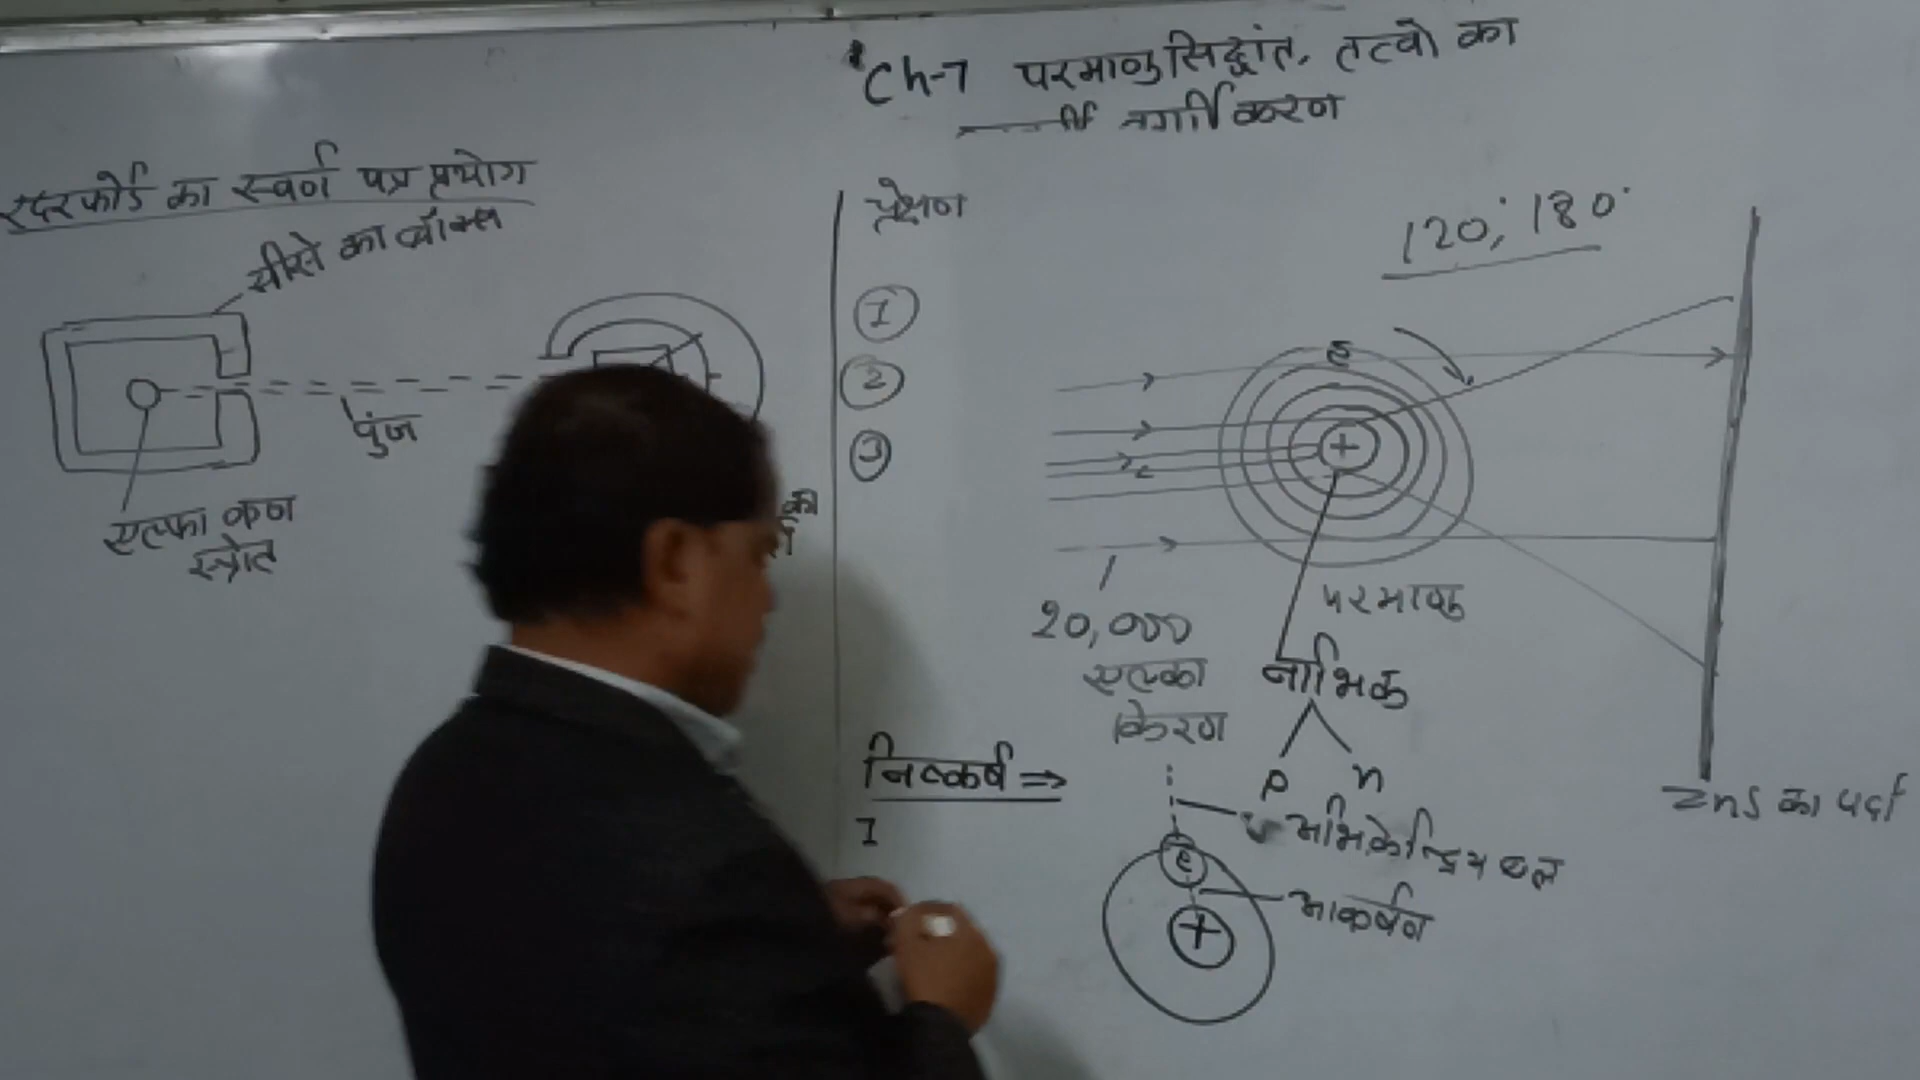 Ch-7 परमाणु सिद्धांत, तत्वो का
वर्गीकरण
रदरफोर्ड का स्वर्ण पत्र प्रयोग
सीसे का बॉक्स
पुंज
एल्फा कण
स्त्रोत
की
प्रेक्षण
1
2
3
120°, 180°
e
+
परमाणु
20,000
एल्फा
किरण
नाभिक
p n
ZnS का पर्दा
निष्कर्ष ⇒
1
अभिकेन्द्रिय बल
e
आकर्षण
+